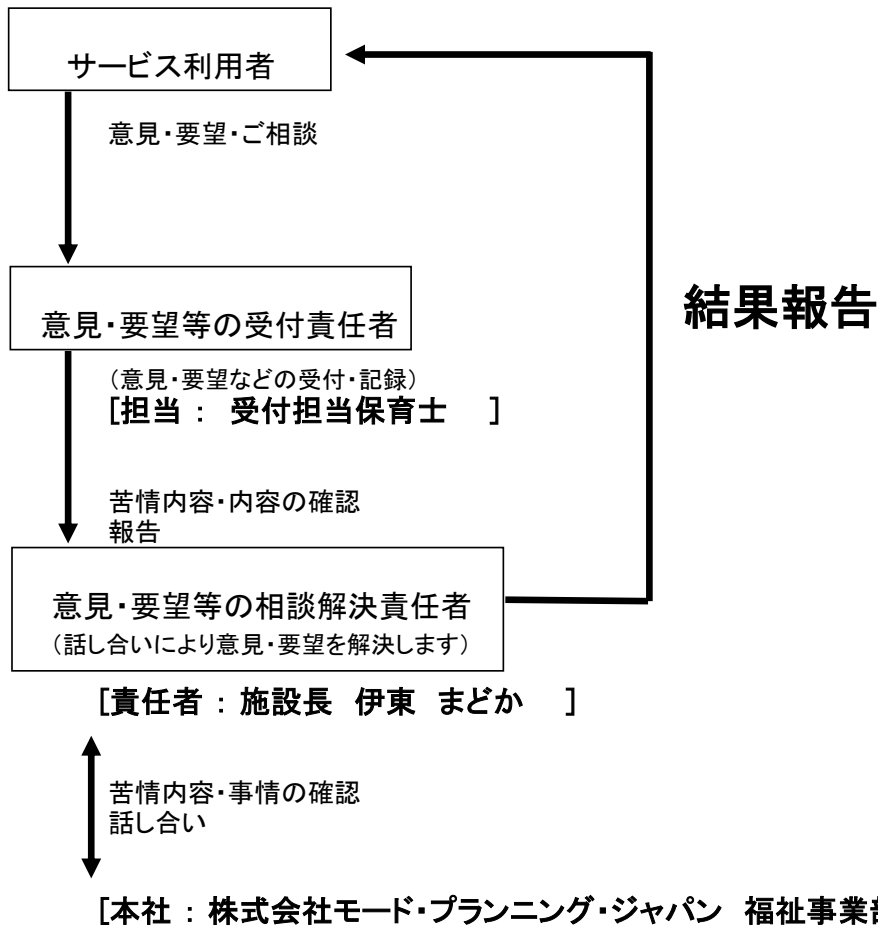 サービス利用者
意見・要望・ご相談
意見・要望等の受付責任者
結果報告
（意見・要望などの受付・記録）
[担当 ： 受付担当保育士 ]
苦情内容・内容の確認
報告
意見・要望等の相談解決責任者
（話し合いにより意見・要望を解決します）
[責任者 ： 施設長 伊東 まどか ]
苦情内容・事情の確認
話し合い
[本社 ： 株式会社モード・プランニング・ジャパン 福祉事業部